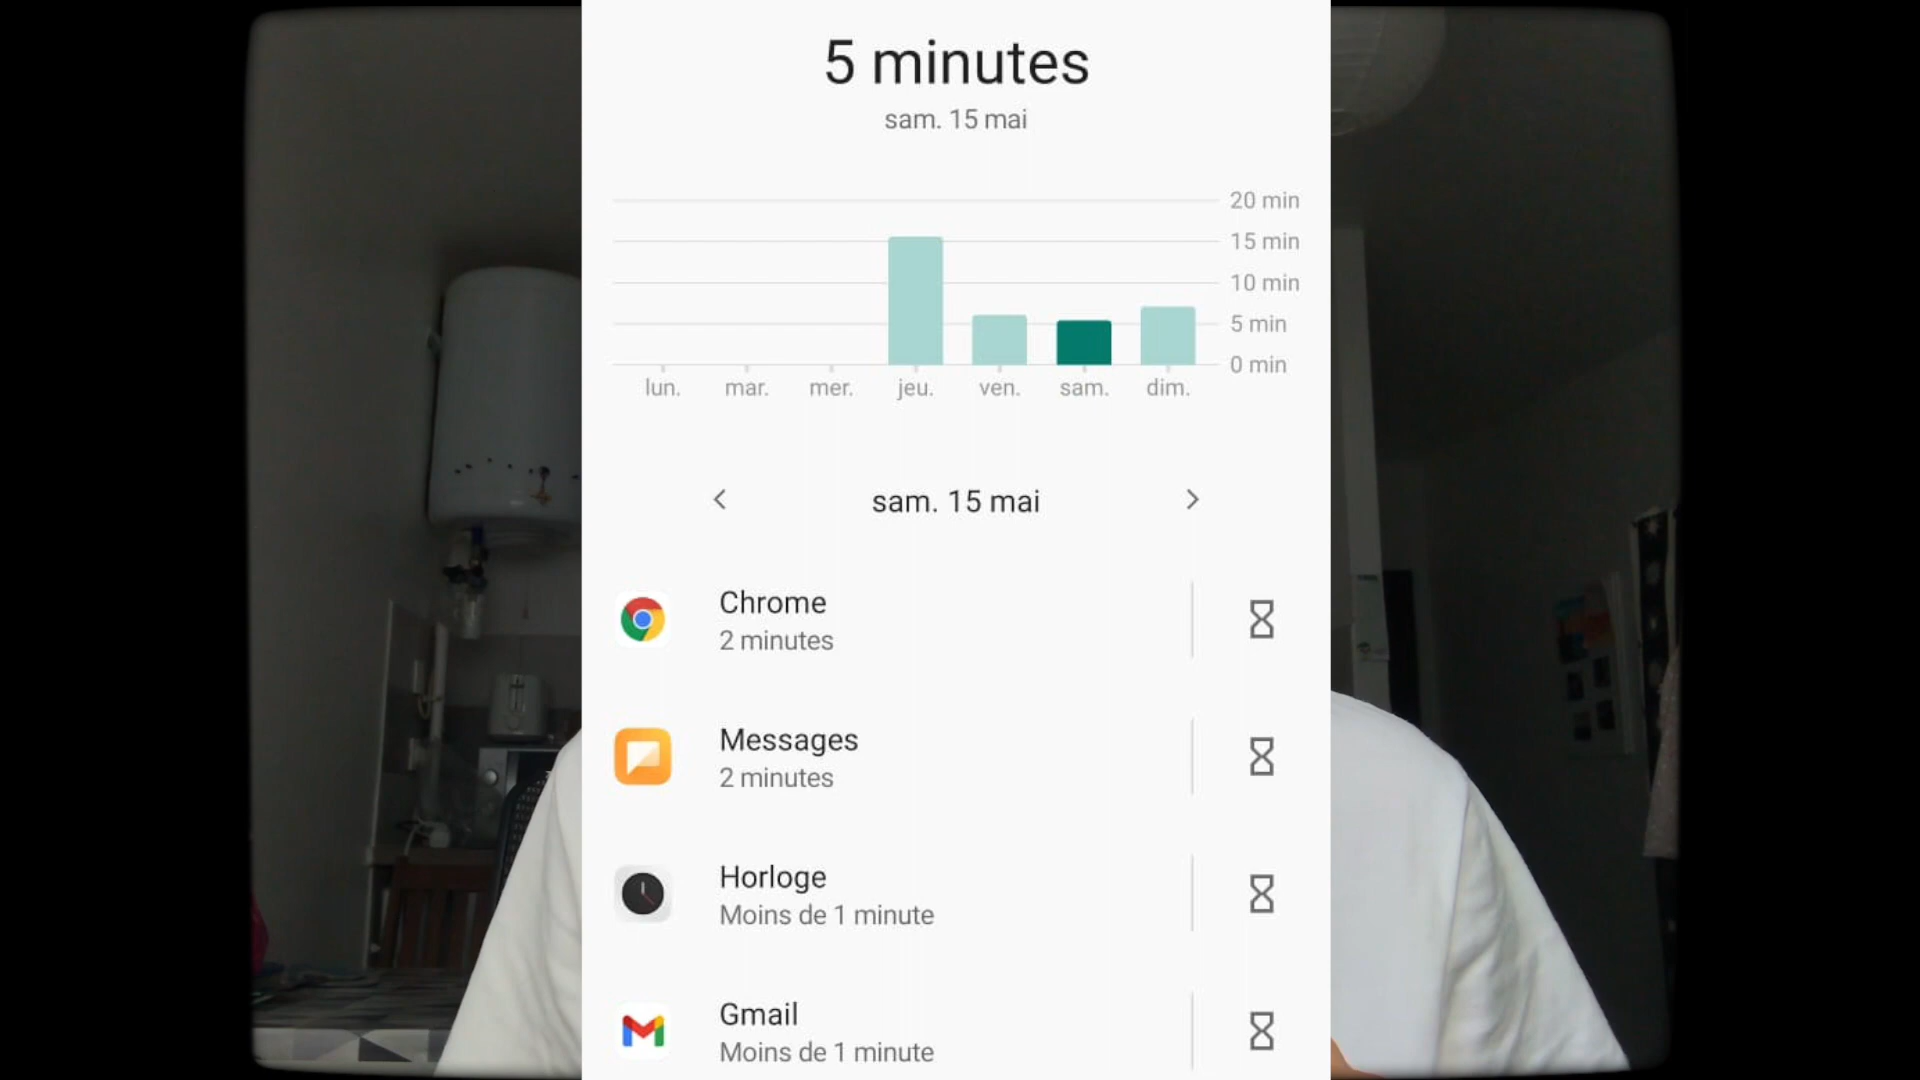 5 minutes
sam. 15 mai
20 min
15 min
10 min
5 min
0 min
lun. mar. mer. jeu. ven. sam. dim.
sam. 15 mai
Chrome
2 minutes
Messages
2 minutes
Horloge
Moins de 1 minute
Gmail
Moins de 1 minute